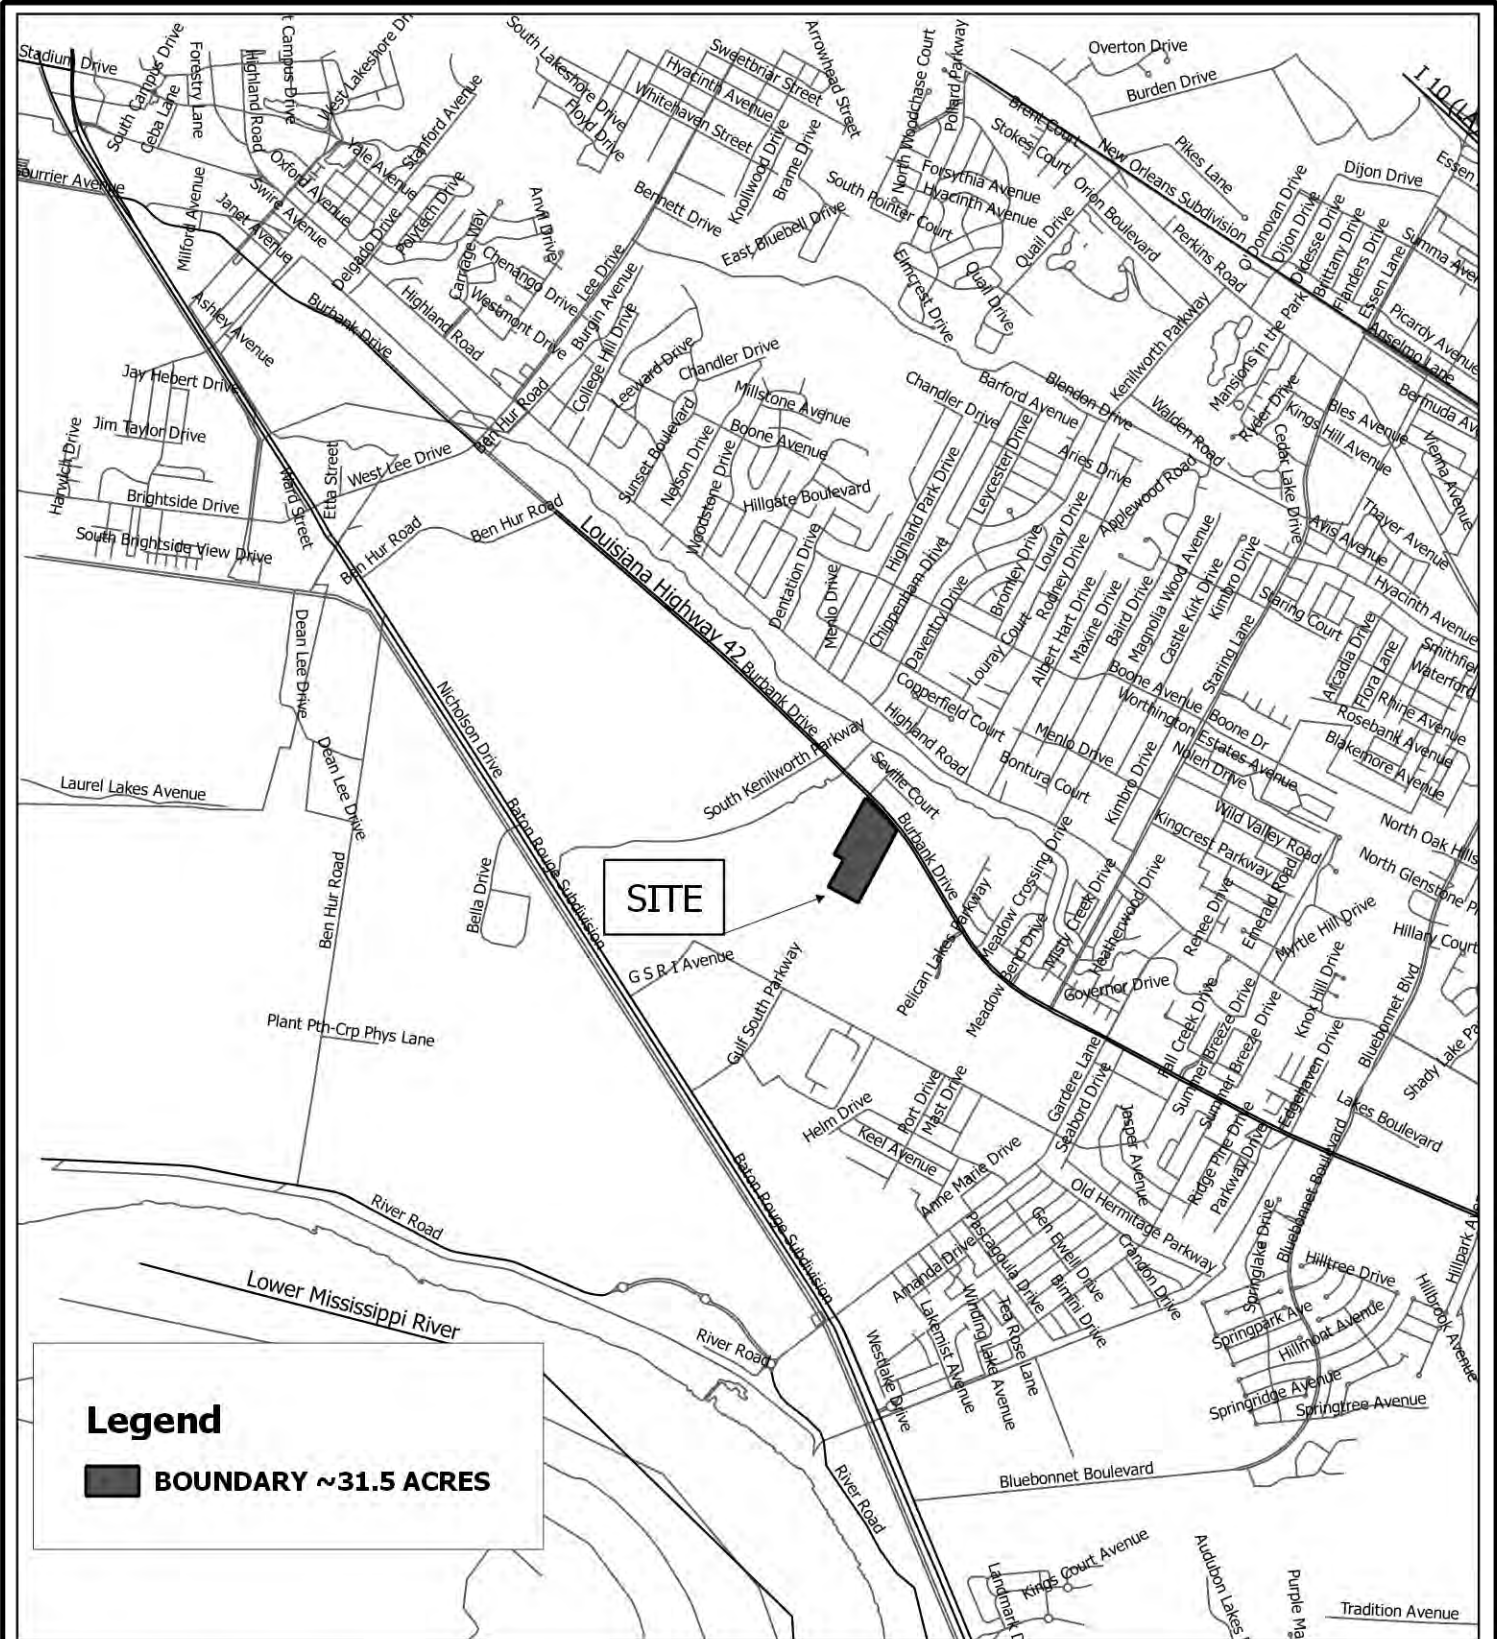 Stadium Drive
South Campus Drive
Ceba Lane
Forestry Lane
Highland Road
t Campus Drive
West Lakeshore Dr
Stanford Avenue
Yale Avenue
Oxford Avenue
Swire Avenue
Janet Avenue
Milford Avenue
ourrier Avenue
Delgado Drive
Polytech Drive
Carriage Way
Chenango Drive
Westmont Drive
Anvil Drive
Highland Road
Burbank Drive
Ashley Avenue
Jay Hebert Drive
Jim Taylor Drive
Harwich Drive
Brightside Drive
South Brightside View Drive
Ward Street
Etta Street
West Lee Drive
Ben Hur Road
Ben Hur Road
Ben Hur Road
South Lakeshore Drive
Floyd Drive
Sweetbriar Street
Hyacinth Avenue
Whitehaven Street
Arrowhead Street
Knollwood Drive
Brame Drive
Bennett Drive
East Bluebell Drive
Lee Drive
Burgin Avenue
College Hill Drive
Leeward Drive
Chandler Drive
Sunset Boulevard
Nelson Drive
Woodstone Drive
Millstone Avenue
Boone Avenue
Hillgate Boulevard
Dentation Drive
Menlo Drive
North Woodchase Court
Pollard Parkway
Overton Drive
Burden Drive
I 10 (LA
Brent Court
Stokes Court
New Orleans Subdivision
Pikes Lane
Forsythia Avenue
Hyacinth Avenue
South Pointer Court
Orion Boulevard
Quail Drive
Quail Drive
Elmcrest Drive
Perkins Road
Kenilworth Parkway
Donovan Drive
Dijon Drive
Dijon Drive
Odesse Drive
Brittany Drive
Flanders Drive
Essen Lane
Essen
Summa Aven
Picardy Avenue
Anselmo Lane
Bermuda Av
Mansions in the Park
Ryder Drive
Kings Hill Avenue
Bles Avenue
Vienna Avenue
Cedar Lake Drive
Avis Avenue
Thayer Avenue
Hyacinth Avenue
Chandler Drive
Barford Avenue
Blendon Drive
Walden Road
Leycester Drive
Highland Park Drive
Aries Drive
Applewood Road
Louray Drive
Bromley Drive
Rodney Drive
Chippenham Drive
Daventry Drive
Louray Court
Albert Hart Drive
Maxine Drive
Baird Drive
Magnolia Wood Avenue
Castle Kirk Drive
Kimbro Drive
Staring Lane
Staring Court
Arcadia Drive
Flora Lane
Smithfiel
Waterford
Rhine Avenue
Rosebank Avenue
Blakemore Avenue
Boone Avenue
Boone Dr
Worthington Estates Avenue
Nolen Drive
Copperfield Court
Highland Road
Menlo Drive
Bontura Court
Kimbro Drive
Wild Valley Road
Kingcrest Parkway
North Oak Hills
North Glenstone P
Hillary Court
Louisiana Highway 42
Burbank Drive
South Kenilworth Parkway
Seville Court
Burbank Drive
Dean Lee Drive
Dean Lee Drive
Nicholson Drive
Laurel Lakes Avenue
Ben Hur Road
Baton Rouge Subdivision
Bella Drive
SITE
G S R I Avenue
Gulf South Parkway
Plant Pth-Crp Phys Lane
Pelican Lakes Parkway
Meadow Crossing Drive
Meadow Bend Drive
Misty Creek Drive
Heatherwood Drive
Governor Drive
Renee Drive
Emerald Road
Myrtle Hill Drive
Knox Hill Drive
Bluebonnet Blvd
Shady Lake Pa
Fall Creek Drive
Summer Breeze Drive
Summer Breeze Drive
Edgehaven Drive
Lakes Boulevard
Gardere Lane
Seabord Drive
Jasper Avenue
Ridge Pine Drive
Parkway Drive
Bluebonnet Boulevard
Helm Drive
Port Drive
Mast Drive
Keel Avenue
Anne Marie Drive
Old Hermitage Parkway
Pascagoula Drive
Gen Ewell Drive
Crandon Drive
Bimini Drive
Amanda Drive
Lakemist Avenue
Winding Lake Avenue
Tea Rose Lane
Westlake Drive
Baton Rouge Subdivision
River Road
Lower Mississippi River
River Road
River Road
Springlake Drive
Springpark Ave
Hilltree Drive
Hillmont Avenue
Springridge Avenue
Springtree Avenue
Hillbrook Avenue
Hillpark Ave
Bluebonnet Boulevard
Landmark D
Kings Court Avenue
Audubon Lakes
Purple Ma
Tradition Avenue
Legend
BOUNDARY ~31.5 ACRES